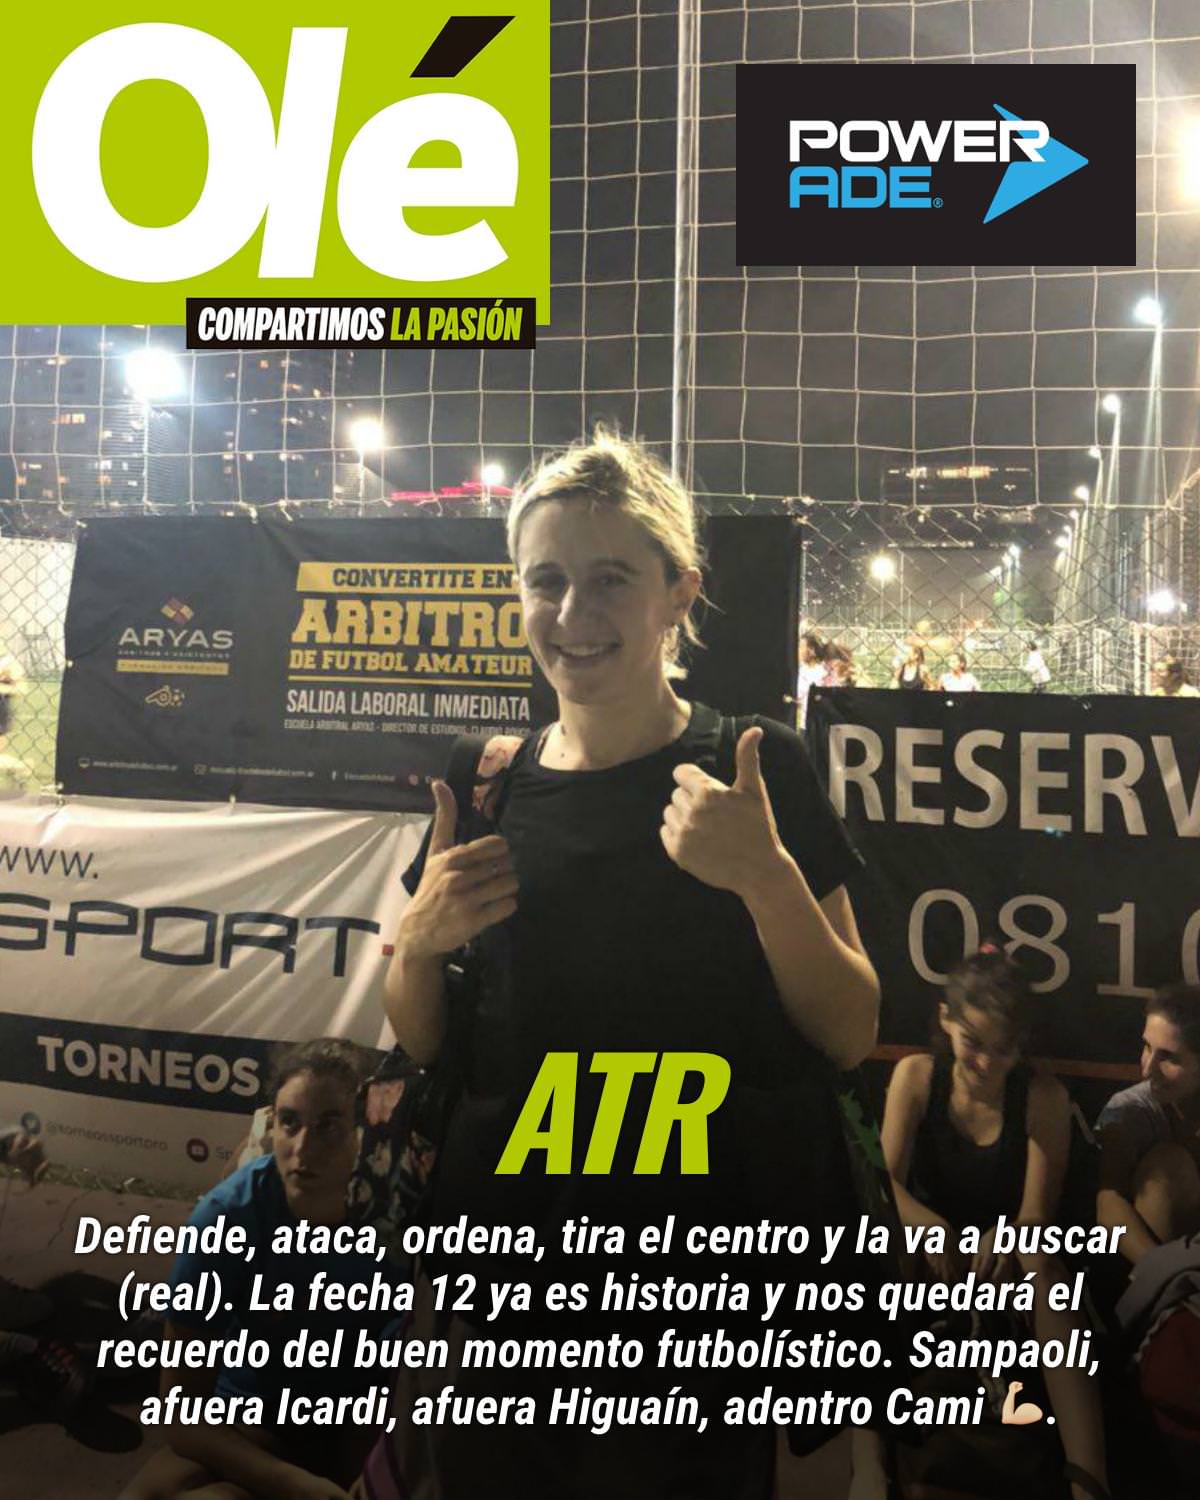 Olé
COMPARTIMOS LA PASIÓN
POWER
ADE®
CONVERTITE EN
ARBITRO
DE FUTBOL AMATEUR
SALIDA LABORAL INMEDIATA
ARYAS
RESERV
www.
SPORT
0810
TORNEOS
@torneossportpro
ATR
Defiende, ataca, ordena, tira el centro y la va a buscar
(real). La fecha 12 ya es historia y nos quedará el
recuerdo del buen momento futbolístico. Sampaoli,
afuera Icardi, afuera Higuaín, adentro Cami 💪🏻.